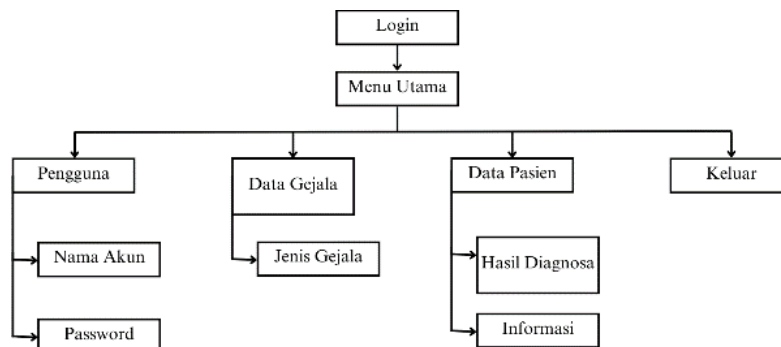 Login
Menu Utama
Pengguna
Data Gejala
Data Pasien
Keluar
Nama Akun
Jenis Gejala
Hasil Diagnosa
Password
Informasi